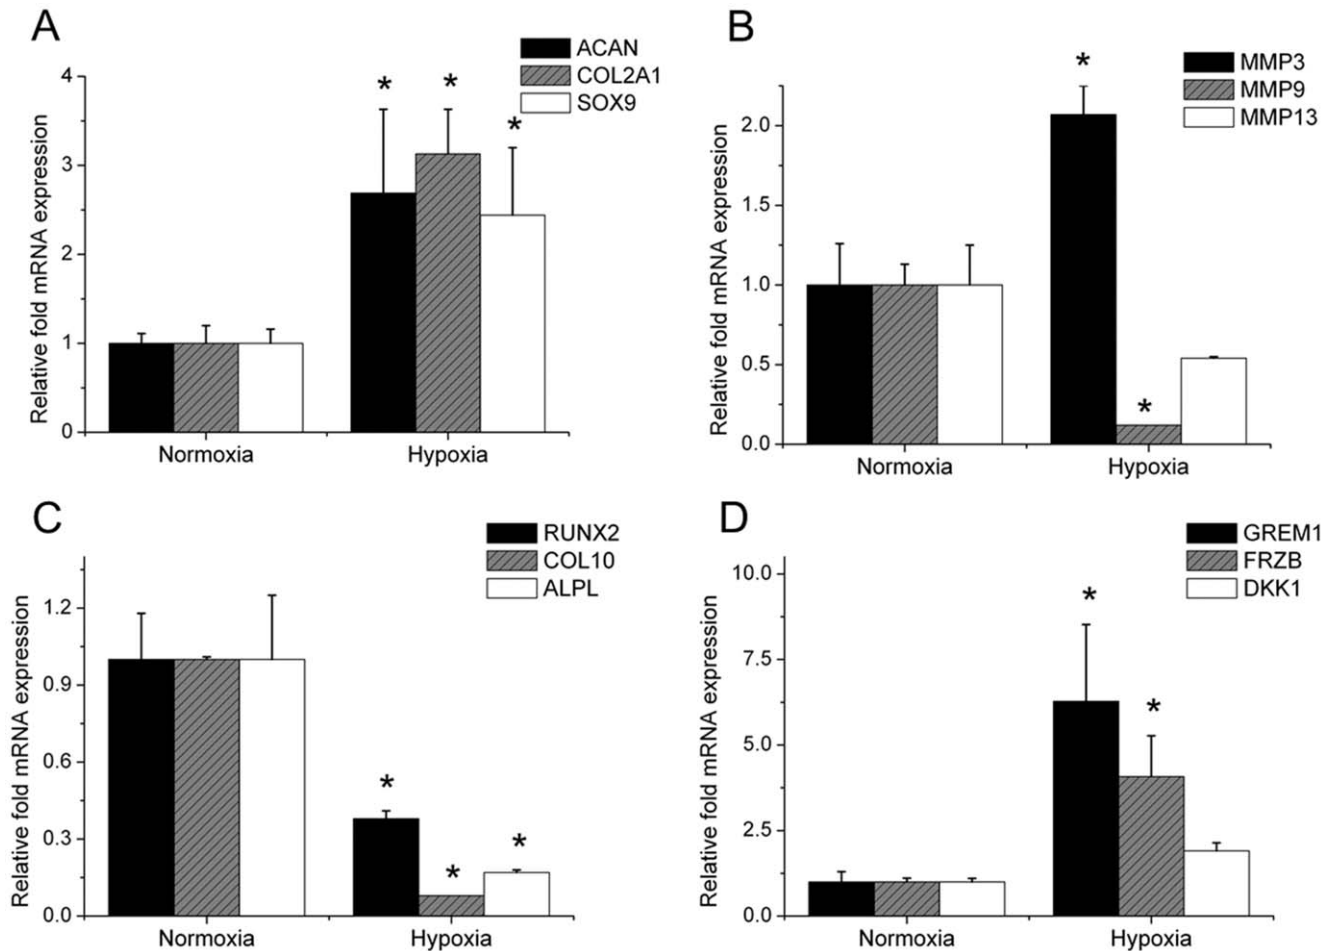 A
ACAN
COL2A1
SOX9
Relative fold mRNA expression
4
3
2
1
0
* * *
Normoxia Hypoxia
B
MMP3
MMP9
MMP13
Relative fold mRNA expression
2.0
1.5
1.0
0.5
0.0
* *
Normoxia Hypoxia
C
RUNX2
COL10
ALPL
Relative fold mRNA expression
1.2
0.9
0.6
0.3
0.0
* * *
Normoxia Hypoxia
D
GREM1
FRZB
DKK1
Relative fold mRNA expression
10.0
7.5
5.0
2.5
0.0
* *
Normoxia Hypoxia